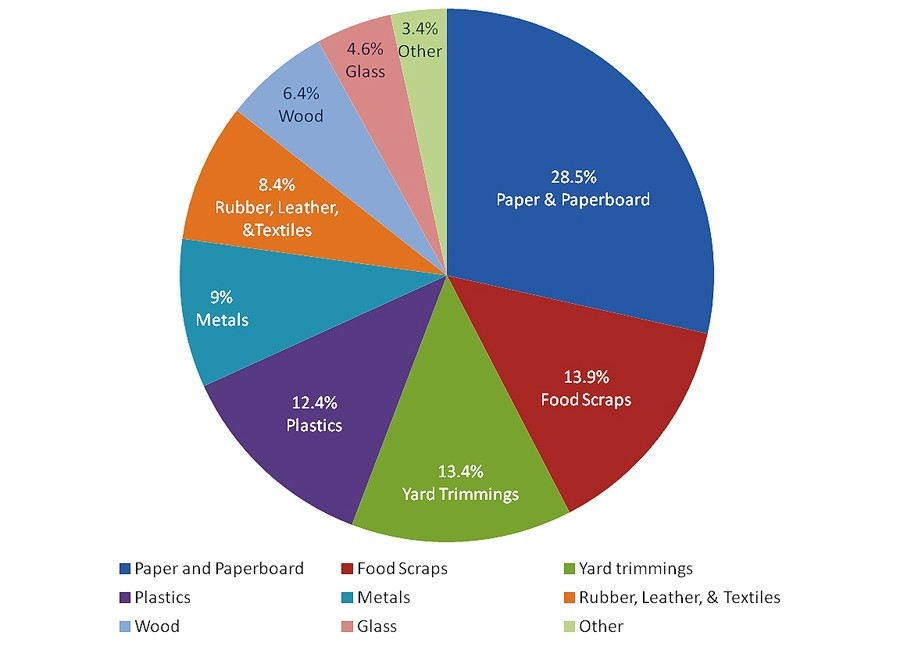 3.4%
Other
4.6%
Glass
6.4%
Wood
28.5%
Paper & Paperboard
8.4%
Rubber, Leather,
&Textiles
9%
Metals
13.9%
Food Scraps
12.4%
Plastics
13.4%
Yard Trimmings
Paper and Paperboard
Food Scraps
Yard trimmings
Plastics
Metals
Rubber, Leather, & Textiles
Wood
Glass
Other